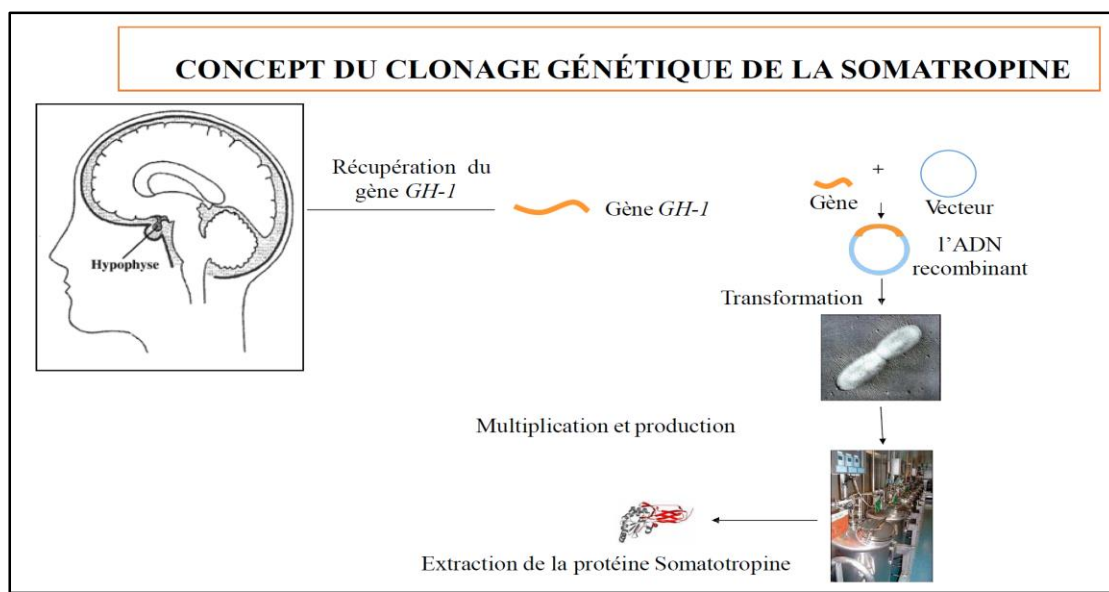 CONCEPT DU CLONAGE GÉNÉTIQUE DE LA SOMATROPINE
Hypophyse
Récupération du
gène GH-1
Gène GH-1
+
Gène
Vecteur
l’ADN
recombinant
Transformation
Multiplication et production
Extraction de la protéine Somatotropine